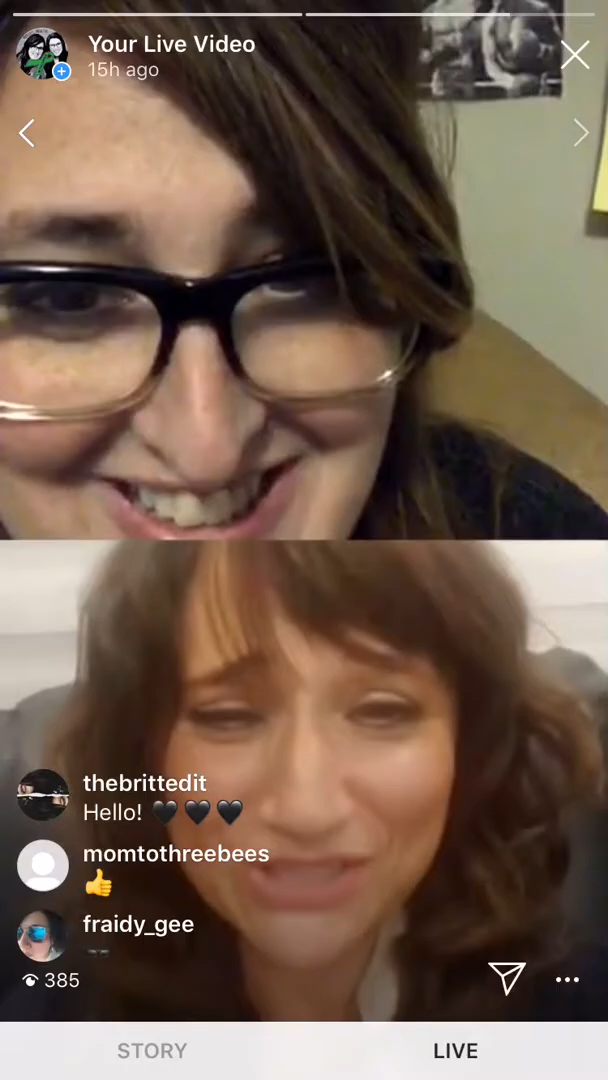 Your Live Video
15h ago
thebrittedit
Hello! 🖤🖤🖤
momtothreebees
👍
fraidy_gee
385
STORY
LIVE